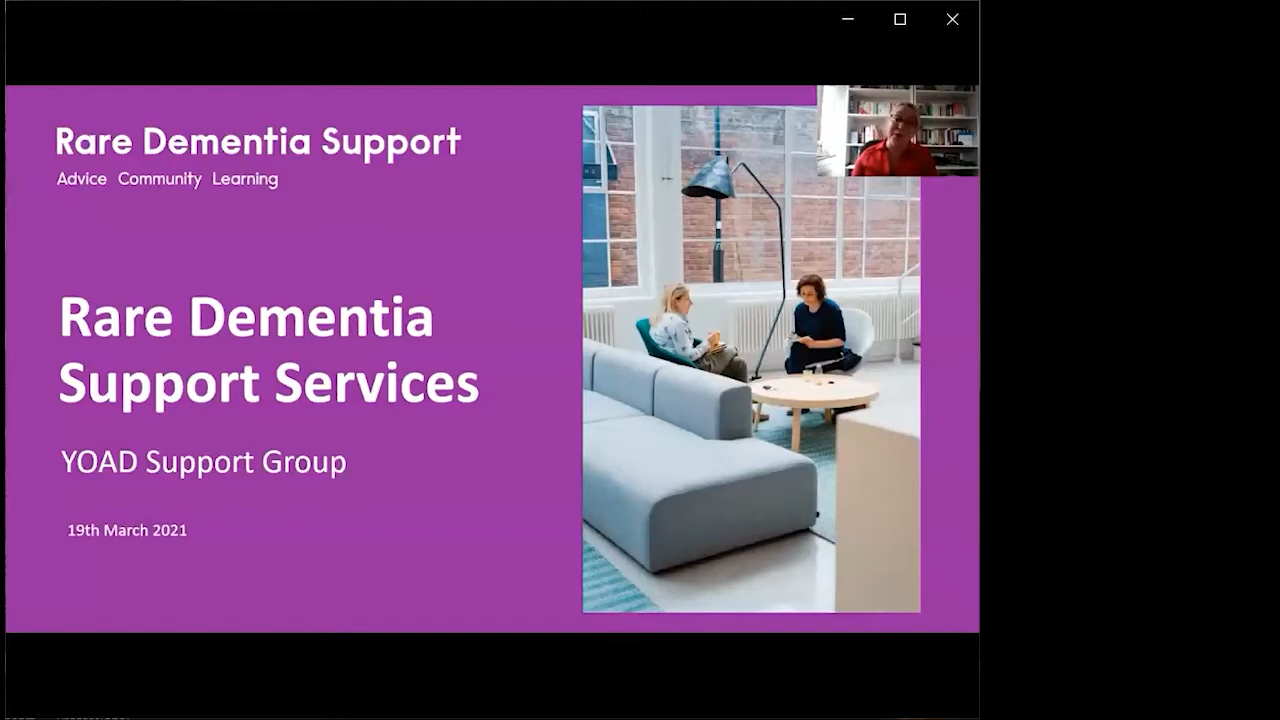 Rare Dementia Support
Advice Community Learning
Rare Dementia
Support Services
YOAD Support Group
19th March 2021